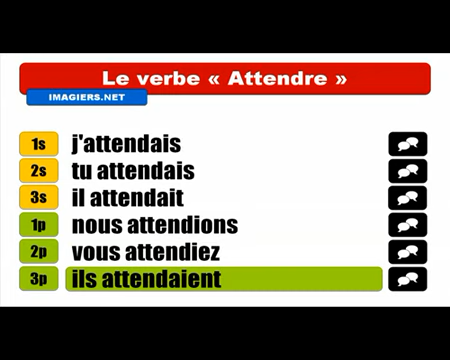 Le verbe « Attendre »
IMAGIERS.NET
1s j'attendais
2s tu attendais
3s il attendait
1p nous attendions
2p vous attendiez
3p ils attendaient